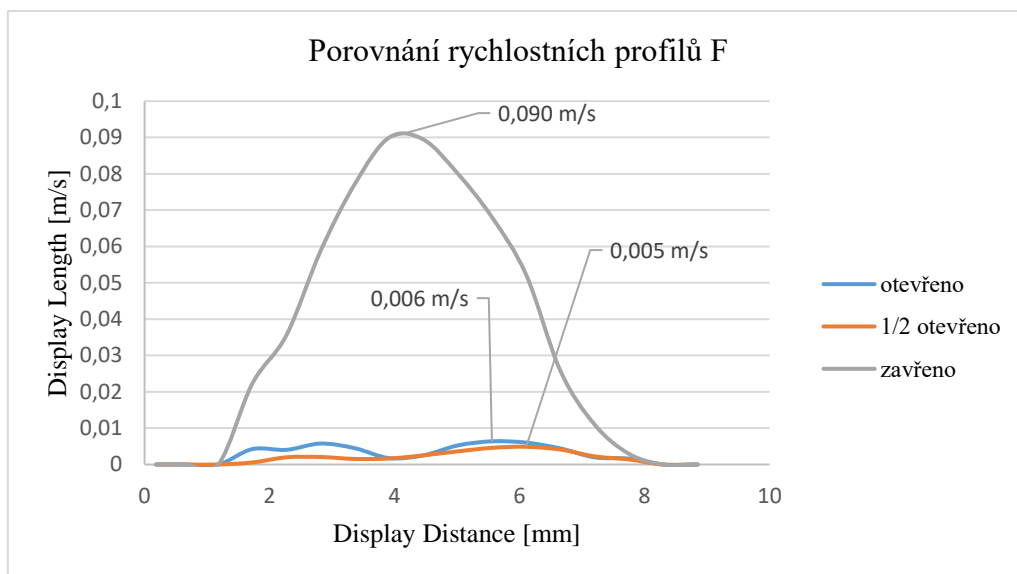 Porovnání rychlostních profilů F
0,1
0,09
0,08
0,07
0,06
0,05
0,04
0,03
0,02
0,01
0
0 2 4 6 8 10
Display Length [m/s]
Display Distance [mm]
0,090 m/s
0,005 m/s
0,006 m/s
otevřeno
1/2 otevřeno
zavřeno